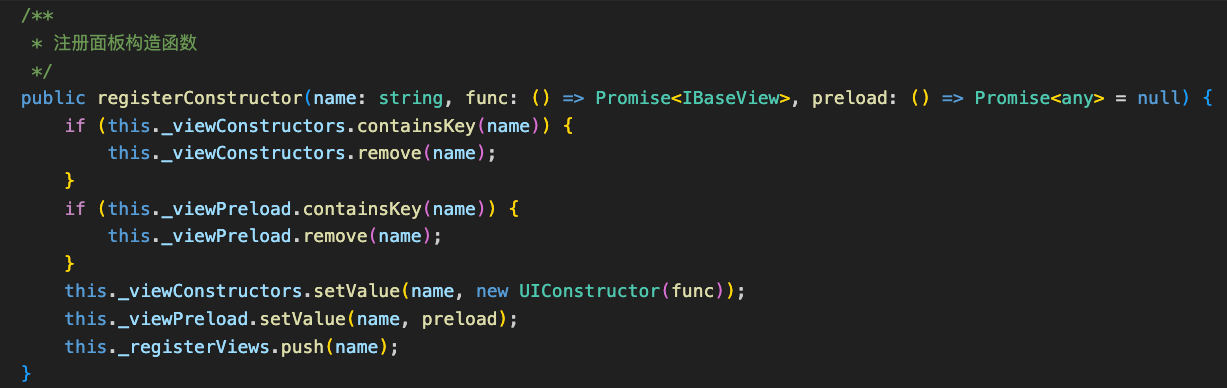 /**
 * 注册面板构造函数
 */
public registerConstructor(name: string, func: () => Promise<IBaseView>, preload: () => Promise<any> = null) {
    if (this._viewConstructors.containsKey(name)) {
        this._viewConstructors.remove(name);
    }
    if (this._viewPreload.containsKey(name)) {
        this._viewPreload.remove(name);
    }
    this._viewConstructors.setValue(name, new UIConstructor(func));
    this._viewPreload.setValue(name, preload);
    this._registerViews.push(name);
}